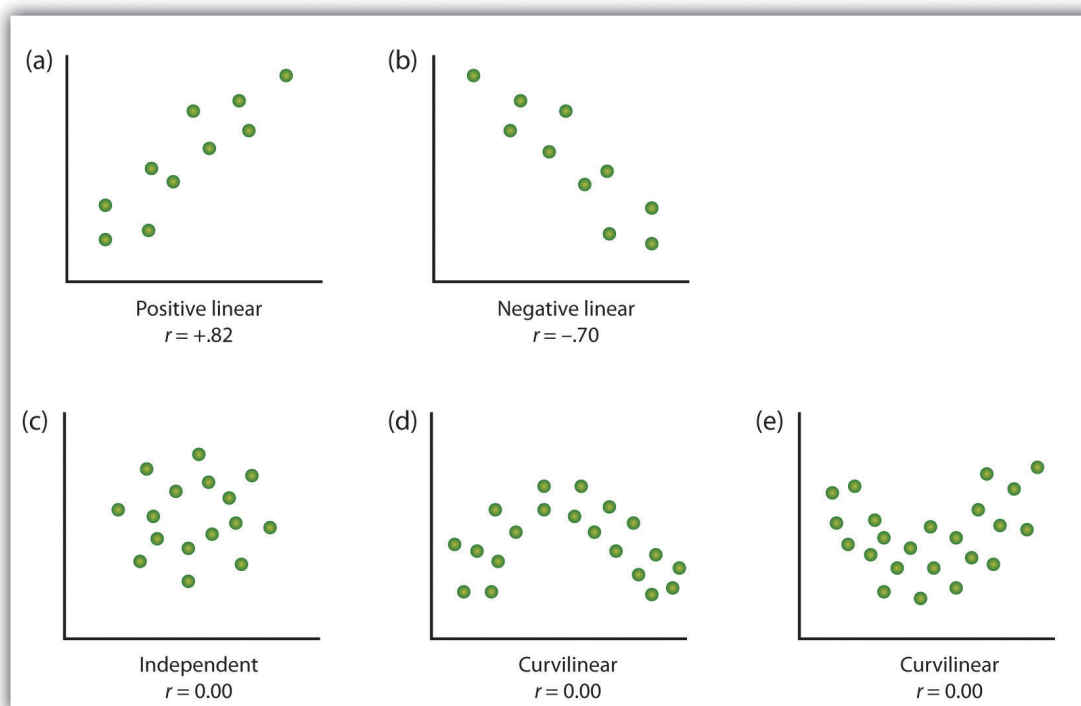 (a)
(b)
Positive linear
r = +.82
Negative linear
r = –.70
(c)
(d)
(e)
Independent
r = 0.00
Curvilinear
r = 0.00
Curvilinear
r = 0.00